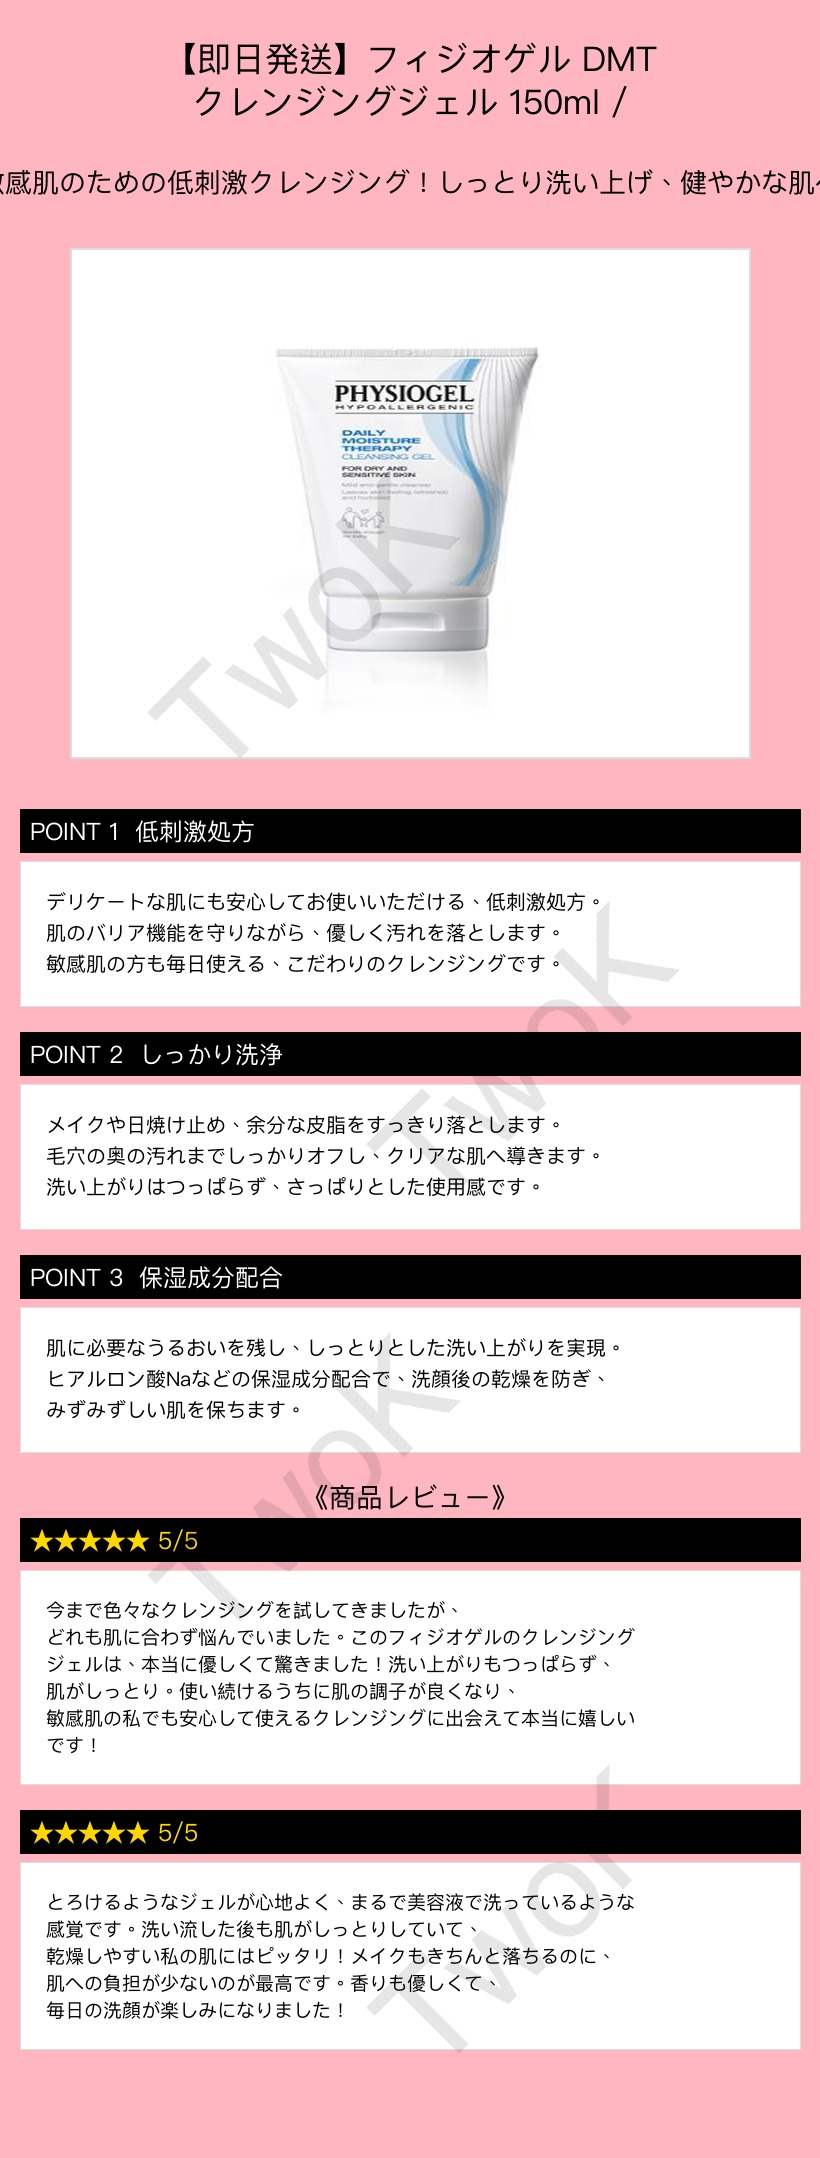 【即日発送】フィジオゲル DMT
クレンジングジェル 150ml /
感肌のための低刺激クレンジング！しっとり洗い上げ、健やかな肌へ
PHYSIOGEL
HYPOALLERGENIC
DAILY
MOISTURE
THERAPY
CLEANSING GEL
FOR DRY AND
SENSITIVE SKIN
Mild and gentle cleanser
Leaves skin feeling refreshed
and hydrated
TwoK
POINT 1 低刺激処方
デリケートな肌にも安心してお使いいただける、低刺激処方。
肌のバリア機能を守りながら、優しく汚れを落とします。
敏感肌の方も毎日使える、こだわりのクレンジングです。
TwoK
POINT 2 しっかり洗浄
メイクや日焼け止め、余分な皮脂をすっきり落とします。
毛穴の奥の汚れまでしっかりオフし、クリアな肌へ導きます。
洗い上がりはつっぱらず、さっぱりとした使用感です。
POINT 3 保湿成分配合
肌に必要なうるおいを残し、しっとりとした洗い上がりを実現。
ヒアルロン酸Naなどの保湿成分配合で、洗顔後の乾燥を防ぎ、
みずみずしい肌を保ちます。
TwoK
《商品レビュー》
★★★★★ 5/5
今まで色々なクレンジングを試してきましたが、
どれも肌に合わず悩んでいました。このフィジオゲルのクレンジング
ジェルは、本当に優しくて驚きました！洗い上がりもつっぱらず、
肌がしっとり。使い続けるうちに肌の調子が良くなり、
敏感肌の私でも安心して使えるクレンジングに出会えて本当に嬉しい
です！
★★★★★ 5/5
とろけるようなジェルが心地よく、まるで美容液で洗っているような
感覚です。洗い流した後も肌がしっとりしていて、
乾燥しやすい私の肌にはピッタリ！メイクもきちんと落ちるのに、
肌への負担が少ないのが最高です。香りも優しくて、
毎日の洗顔が楽しみになりました！
TwoK